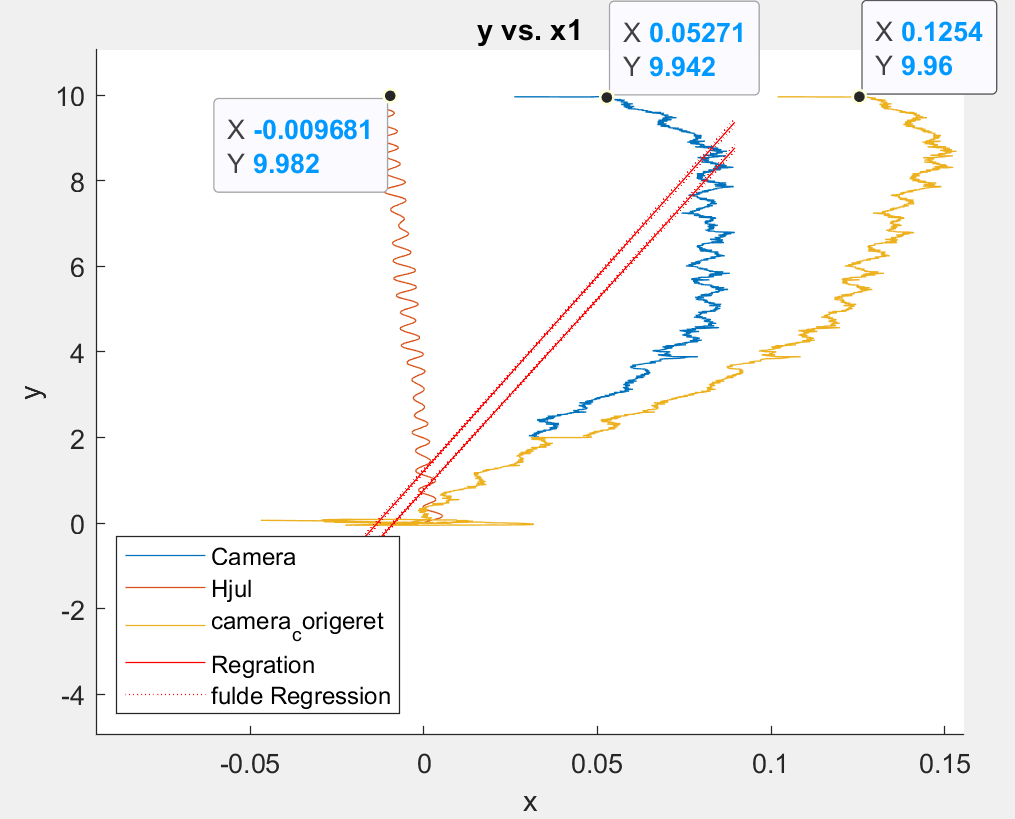 y vs. x1
X 0.05271
Y 9.942
X 0.1254
Y 9.96
X -0.009681
Y 9.982
10
8
6
4
2
0
-2
-4
y
Camera
Hjul
camera_corigeret
Regration
fulde Regression
-0.05
0
0.05
0.1
0.15
x